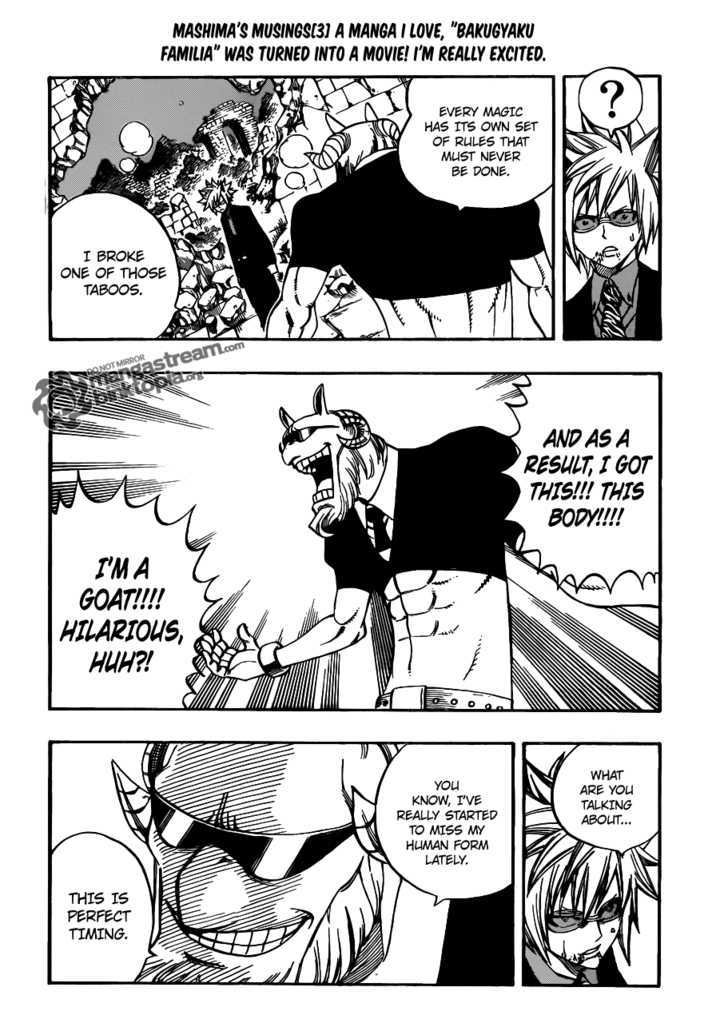 MASHIMA'S MUSINGS[3] A MANGA I LOVE, "BAKUGYAKU
FAMILIA" WAS TURNED INTO A MOVIE! I'M REALLY EXCITED.
?
EVERY MAGIC
HAS ITS OWN SET
OF RULES THAT
MUST NEVER
BE DONE.
I BROKE
ONE OF THOSE
TABOOS.
DO NOT MIRROR
mangastream.com
binktopia.org
AND AS A
RESULT, I GOT
THIS!!! THIS
BODY!!!!
I'M A
GOAT!!!!
HILARIOUS,
HUH?!
WHAT
ARE YOU
TALKING
ABOUT...
YOU
KNOW, I'VE
REALLY STARTED
TO MISS MY
HUMAN FORM
LATELY.
THIS IS
PERFECT
TIMING.